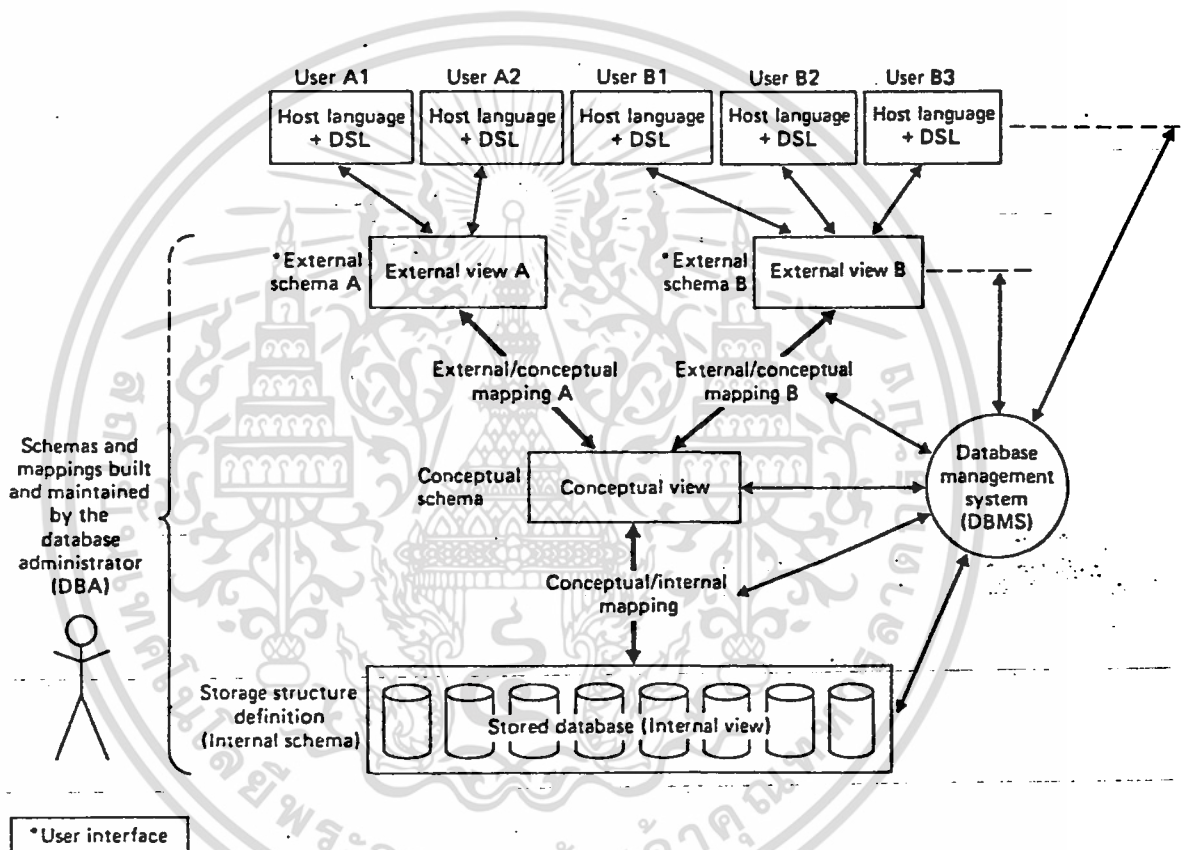 User A1
User A2
User B1
User B2
User B3
Host language
+ DSL
Host language
+ DSL
Host language
+ DSL
Host language
+ DSL
Host language
+ DSL
*External
schema A
External view A
*External
schema B
External view B
External/conceptual
mapping A
External/conceptual
mapping B
Schemas and
mappings built
and maintained
by the
database
administrator
(DBA)
Conceptual
schema
Conceptual view
Database
management
system
(DBMS)
Conceptual/internal
mapping
Storage structure
definition
(Internal schema)
Stored database (Internal view)
*User interface